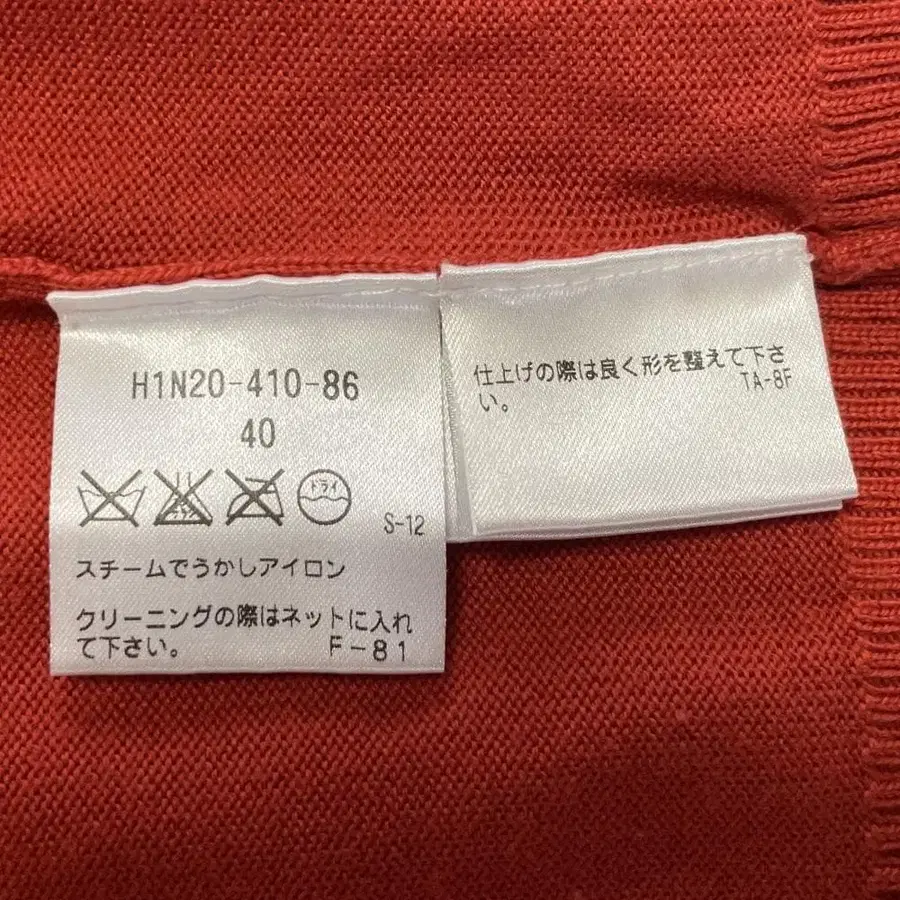 H1N20-410-86
40
ドライ
S-12
スチームでうかしアイロン
クリーニングの際はネットに入れ
て下さい。 F-81
仕上げの際は良く形を整えて下さ
い。 TA-8F